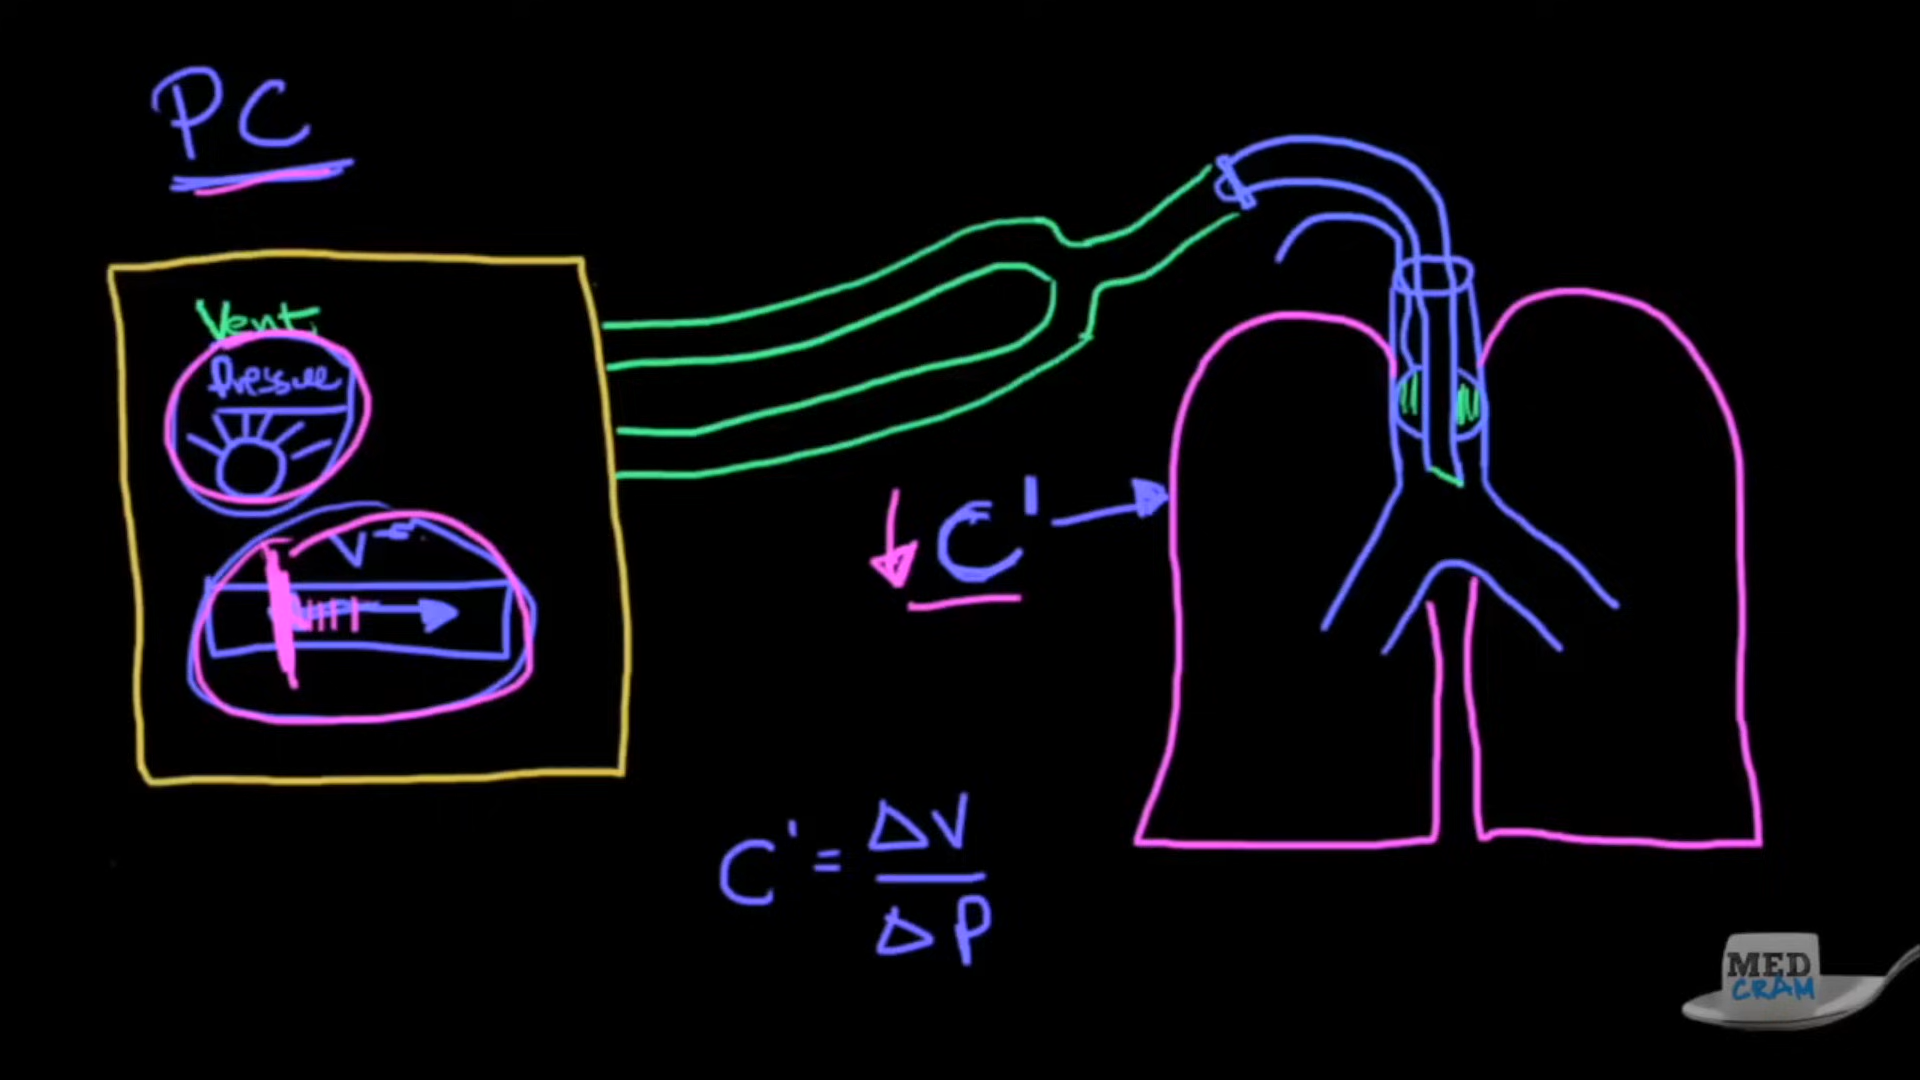 PC
Vent.
Pressure
V
C'
C' = ΔV
ΔP
MED
CRAM